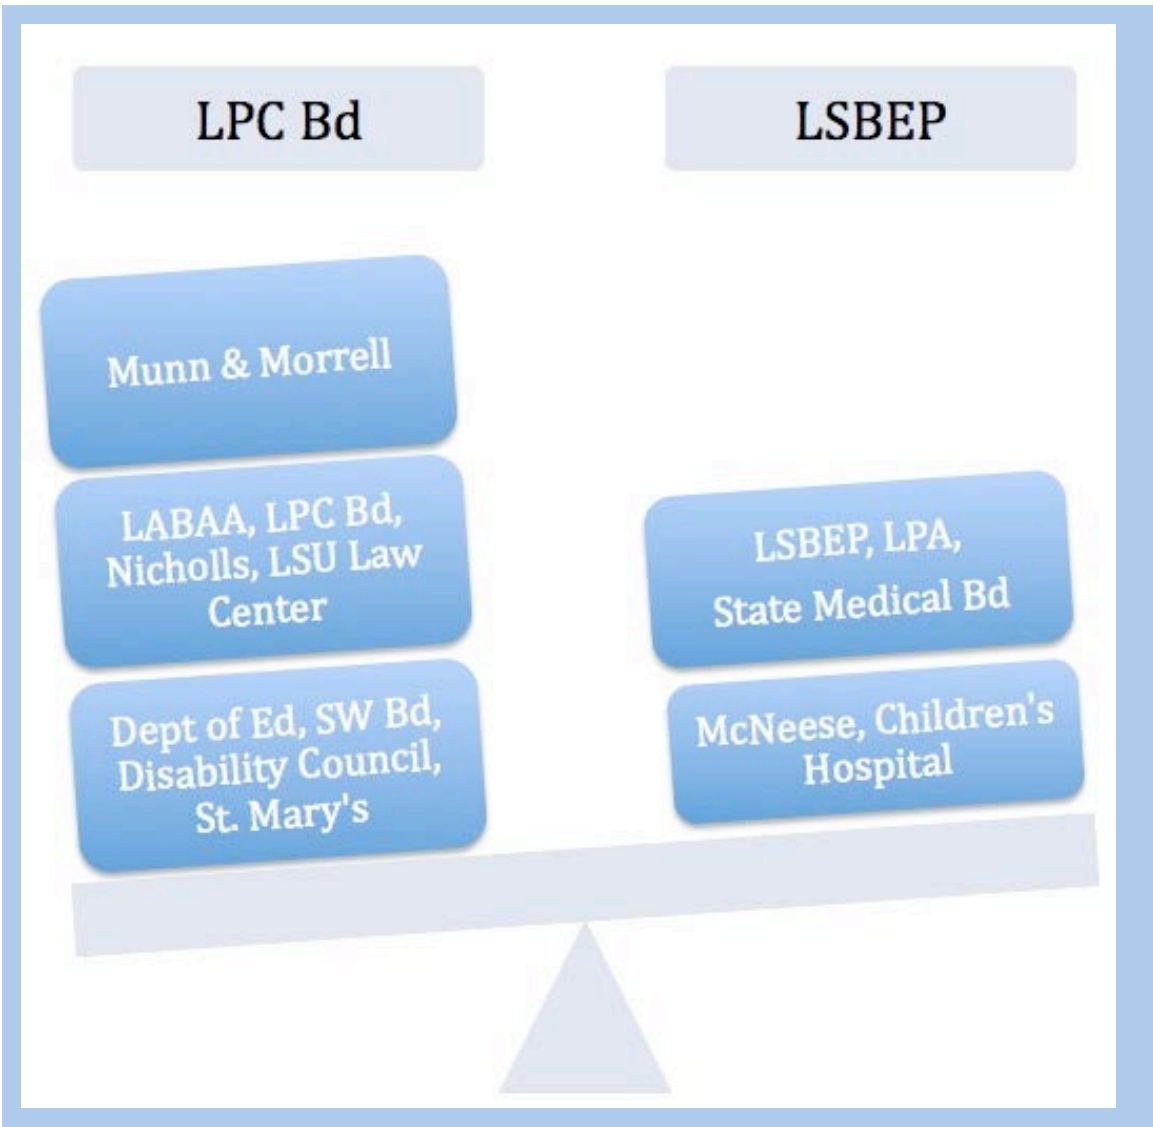 LPC Bd
LSBEP
Munn & Morrell
LABAA, LPC Bd,
Nicholls, LSU Law
Center
Dept of Ed, SW Bd,
Disability Council,
St. Mary's
LSBEP, LPA,
State Medical Bd
McNeese, Children's
Hospital